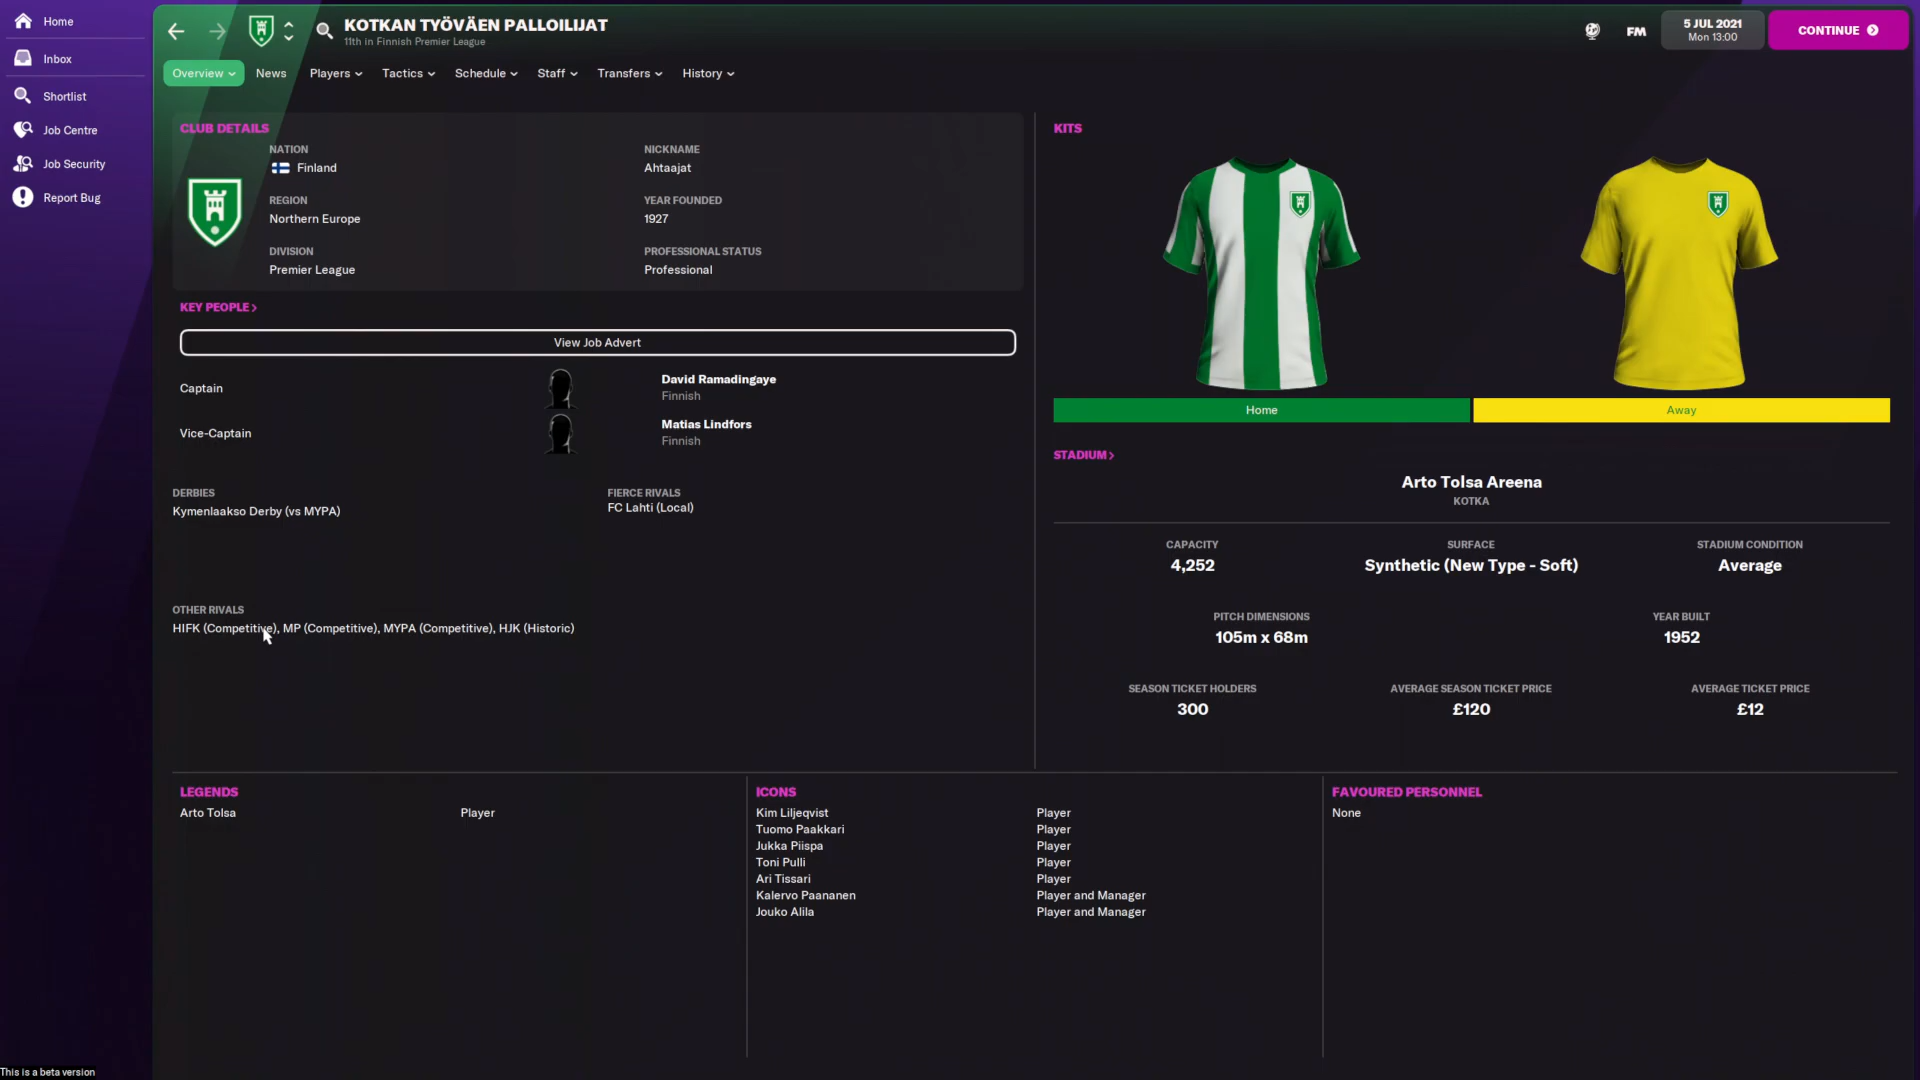 Home
Inbox
Shortlist
Job Centre
Job Security
Report Bug
KOTKAN TYÖVÄEN PALLOILIJAT
11th in Finnish Premier League
FM
5 JUL 2021
Mon 13:00
CONTINUE
Overview
News
Players
Tactics
Schedule
Staff
Transfers
History
CLUB DETAILS
NATION
Finland
NICKNAME
Ahtaajat
REGION
Northern Europe
YEAR FOUNDED
1927
DIVISION
Premier League
PROFESSIONAL STATUS
Professional
KEY PEOPLE
View Job Advert
Captain
David Ramadingaye
Finnish
Vice-Captain
Matias Lindfors
Finnish
DERBIES
Kymenlaakso Derby (vs MYPA)
FIERCE RIVALS
FC Lahti (Local)
OTHER RIVALS
HIFK (Competitive), MP (Competitive), MYPA (Competitive), HJK (Historic)
KITS
Home
Away
STADIUM
Arto Tolsa Areena
KOTKA
CAPACITY
4,252
SURFACE
Synthetic (New Type - Soft)
STADIUM CONDITION
Average
PITCH DIMENSIONS
105m x 68m
YEAR BUILT
1952
SEASON TICKET HOLDERS
300
AVERAGE SEASON TICKET PRICE
£120
AVERAGE TICKET PRICE
£12
LEGENDS
Arto Tolsa Player
ICONS
Kim Liljeqvist Player
Tuomo Paakkari Player
Jukka Piispa Player
Toni Pulli Player
Ari Tissari Player
Kalervo Paananen Player and Manager
Jouko Alila Player and Manager
FAVOURED PERSONNEL
None
This is a beta version